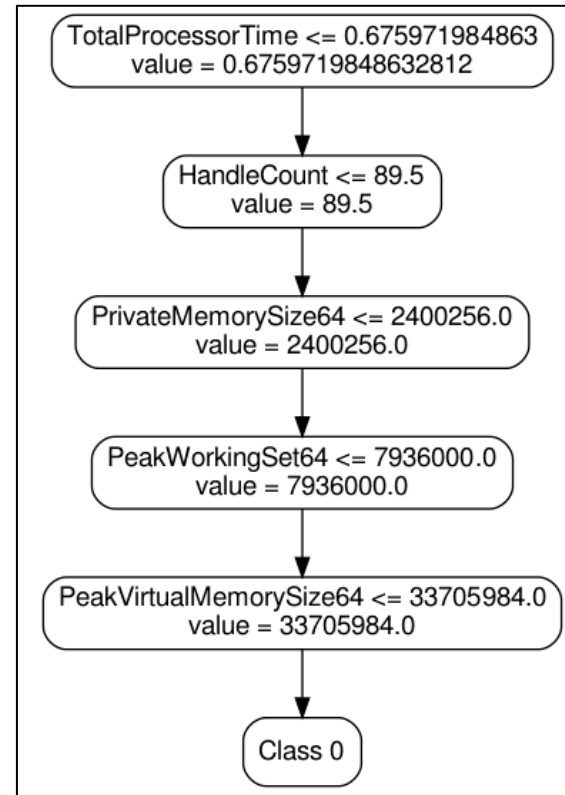 TotalProcessorTime <= 0.675971984863
value = 0.6759719848632812
HandleCount <= 89.5
value = 89.5
PrivateMemorySize64 <= 2400256.0
value = 2400256.0
PeakWorkingSet64 <= 7936000.0
value = 7936000.0
PeakVirtualMemorySize64 <= 33705984.0
value = 33705984.0
Class 0